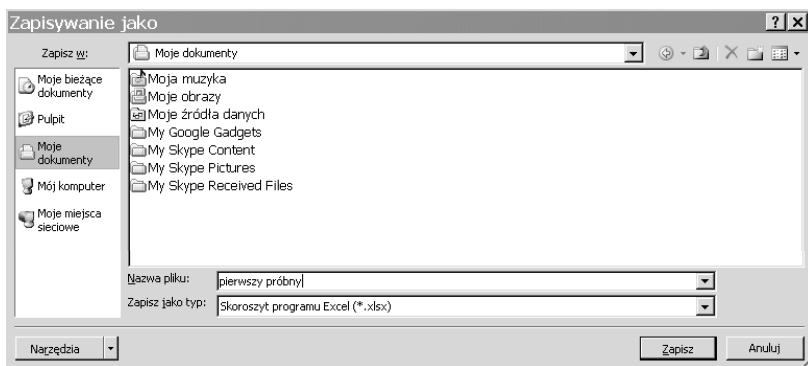 Zapisywanie jako
Zapisz w:
Moje dokumenty
Moje bieżące
dokumenty
Pulpit
Moje
dokumenty
Mój komputer
Moje miejsca
sieciowe
Moja muzyka
Moje obrazy
Moje źródła danych
My Google Gadgets
My Skype Content
My Skype Pictures
My Skype Received Files
Nazwa pliku:
pierwszy próbny
Zapisz jako typ:
Skoroszyt programu Excel (*.xlsx)
Narzędzia
Zapisz
Anuluj